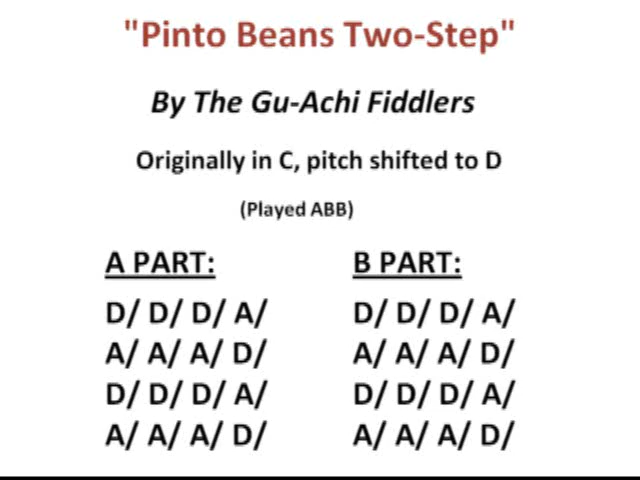 "Pinto Beans Two-Step"
By The Gu-Achi Fiddlers
Originally in C, pitch shifted to D
(Played ABB)
A PART:
D/ D/ D/ A/
A/ A/ A/ D/
D/ D/ D/ A/
A/ A/ A/ D/
B PART:
D/ D/ D/ A/
A/ A/ A/ D/
D/ D/ D/ A/
A/ A/ A/ D/